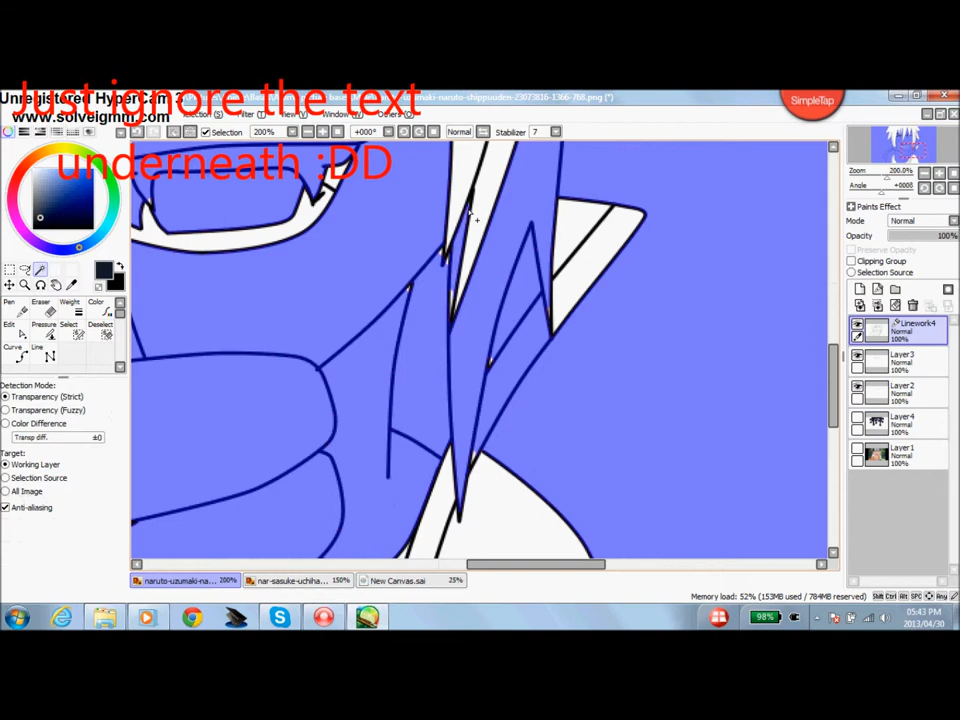 Just ignore the text
underneath :DD
Unregistered HyperCam
www.solveigmm.com
umaki-naruto-shippuuden-23073816-1366-768.png (*)
SimpleTap
Window (W) Others (O)
Selection 200% +000° Normal Stabilizer 7
Zoom 200.0%
Angle +000θ
Paints Effect
Mode Normal
Opacity 100%
Preserve Opacity
Clipping Group
Selection Source
Pen Eraser Weight Color
Edit Pressure Select Deselect
Curve Line
Detection Mode:
Transparency (Strict)
Transparency (Fuzzy)
Color Difference
Transp diff. ±0
Target:
Working Layer
Selection Source
All Image
Anti-aliasing
Linework4
Normal
100%
Layer3
Normal
100%
Layer2
Normal
100%
Layer4
Normal
100%
Layer1
Normal
100%
naruto-uzumaki-na... 200%
nar-sasuke-uchiha... 150%
New Canvas.sai 25%
Memory load: 52% (153MB used / 784MB reserved)
Shift Ctrl Alt SPC Any
98%
05:43 PM
2013/04/30